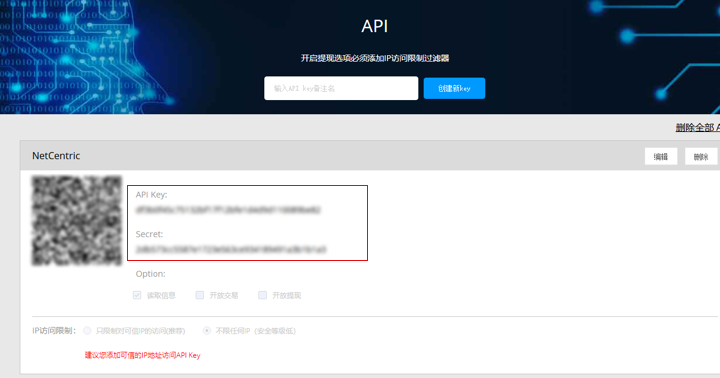 API
开启提现选项必须添加IP访问限制过滤器
输入API key备注名
创建新key
删除全部 A
NetCentric
编辑
删除
API Key:
Secret:
Option:
读取信息
开放交易
开放提现
IP访问限制:
只限制对可信IP的访问(推荐)
不限任何IP (安全等级低)
建议您添加可信的IP地址访问API Key